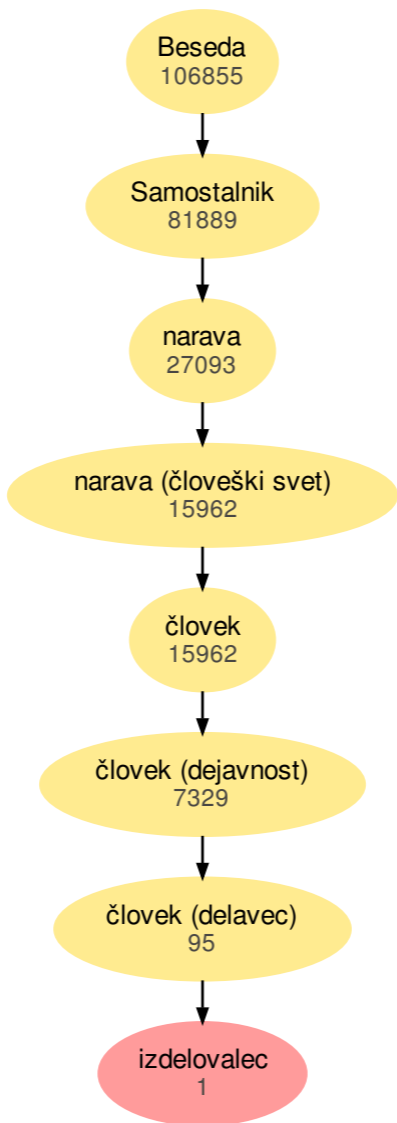 Beseda
106855
Samostalnik
81889
narava
27093
narava (človeški svet)
15962
človek
15962
človek (dejavnost)
7329
človek (delavec)
95
izdelovalec
1